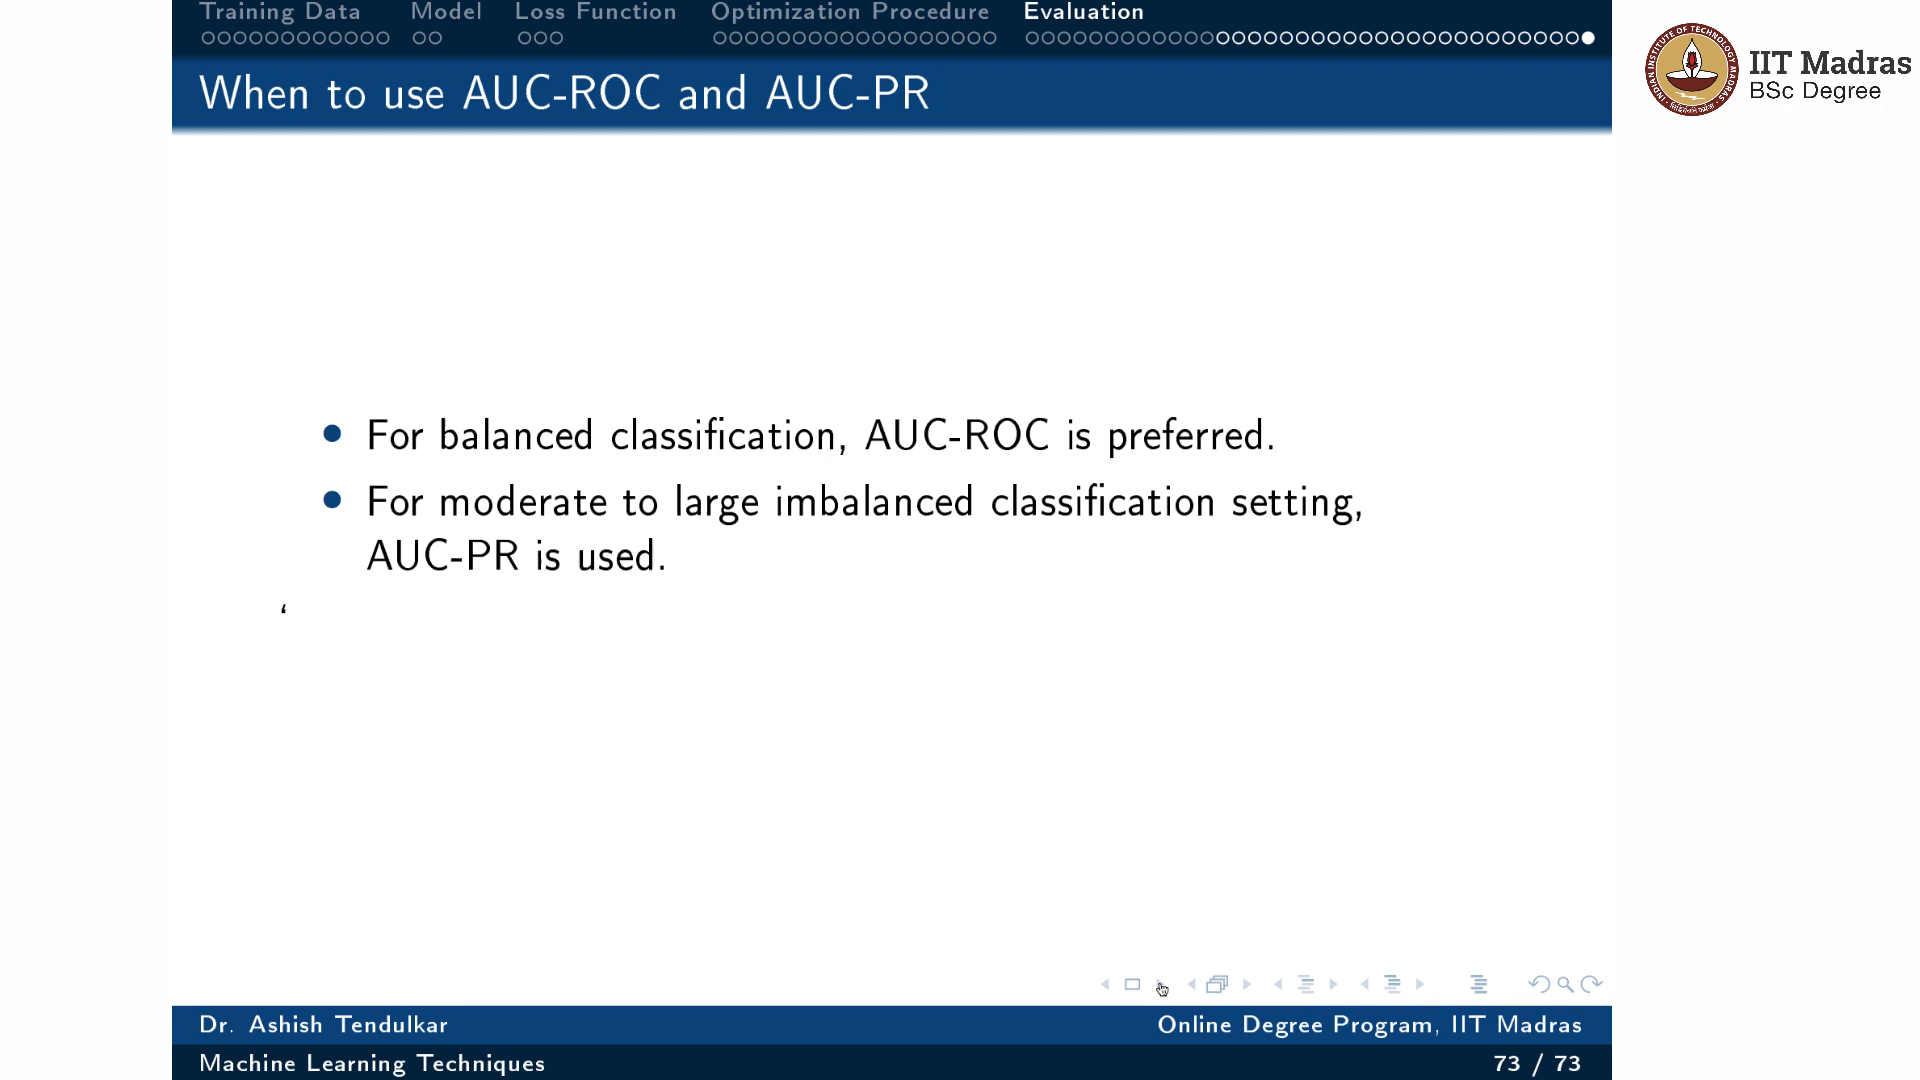 Training Data Model Loss Function Optimization Procedure Evaluation
IIT Madras
BSc Degree
When to use AUC-ROC and AUC-PR
• For balanced classification, AUC-ROC is preferred.
• For moderate to large imbalanced classification setting,
AUC-PR is used.
‘
Dr. Ashish Tendulkar Online Degree Program, IIT Madras
Machine Learning Techniques 73 / 73